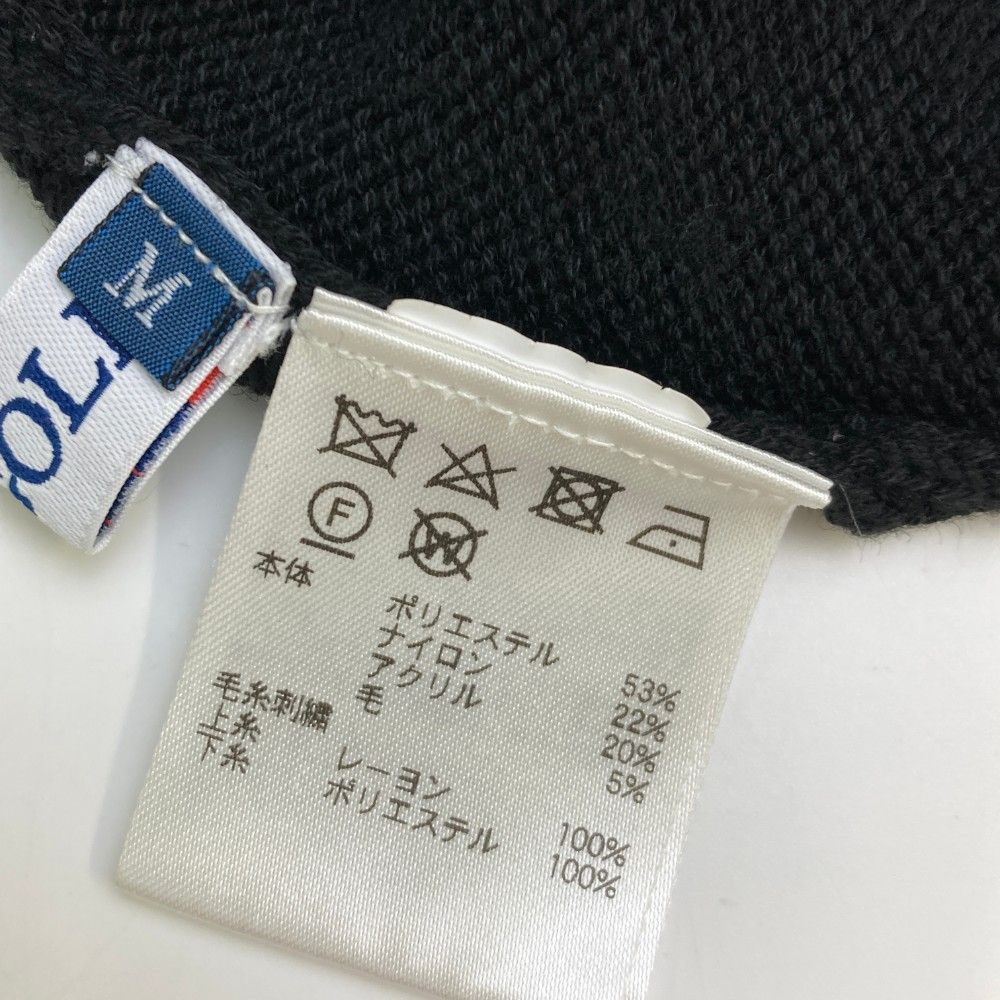 M
OLI
F
W
本体
ポリエステル 53%
ナイロン 22%
アクリル 20%
毛 5%
毛糸刺繍
上糸 レーヨン 100%
下糸 ポリエステル 100%